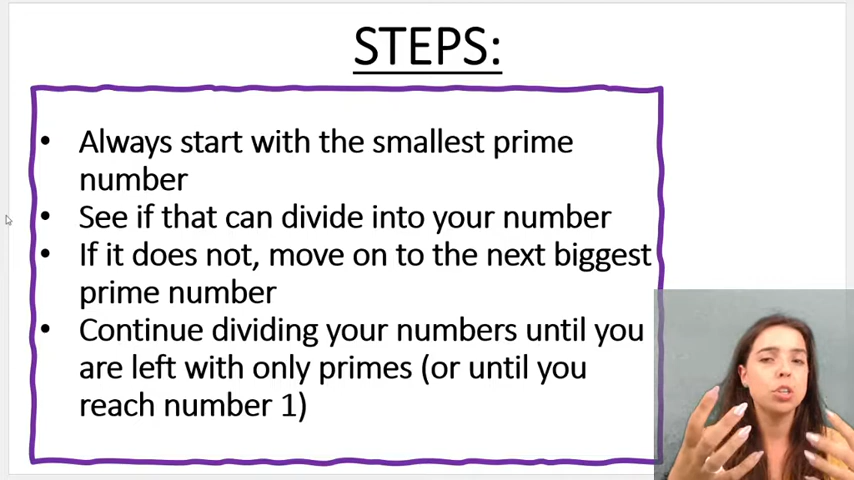 STEPS:
• Always start with the smallest prime
number
• See if that can divide into your number
• If it does not, move on to the next biggest
prime number
• Continue dividing your numbers until you
are left with only primes (or until you
reach number 1)